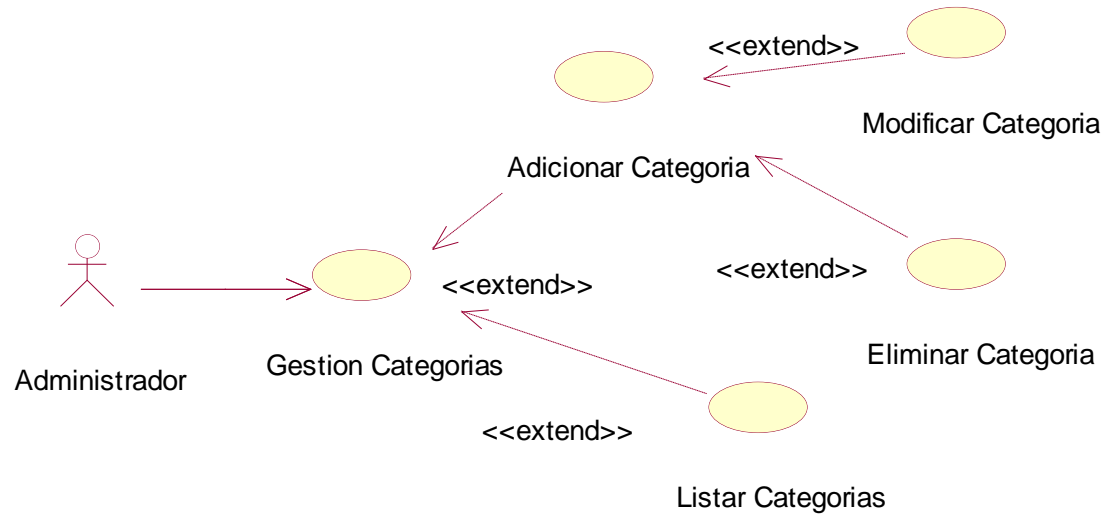 <<extend>>
Modificar Categoria
Adicionar Categoria
<<extend>>
<<extend>>
Eliminar Categoria
Gestion Categorias
Administrador
<<extend>>
Listar Categorias